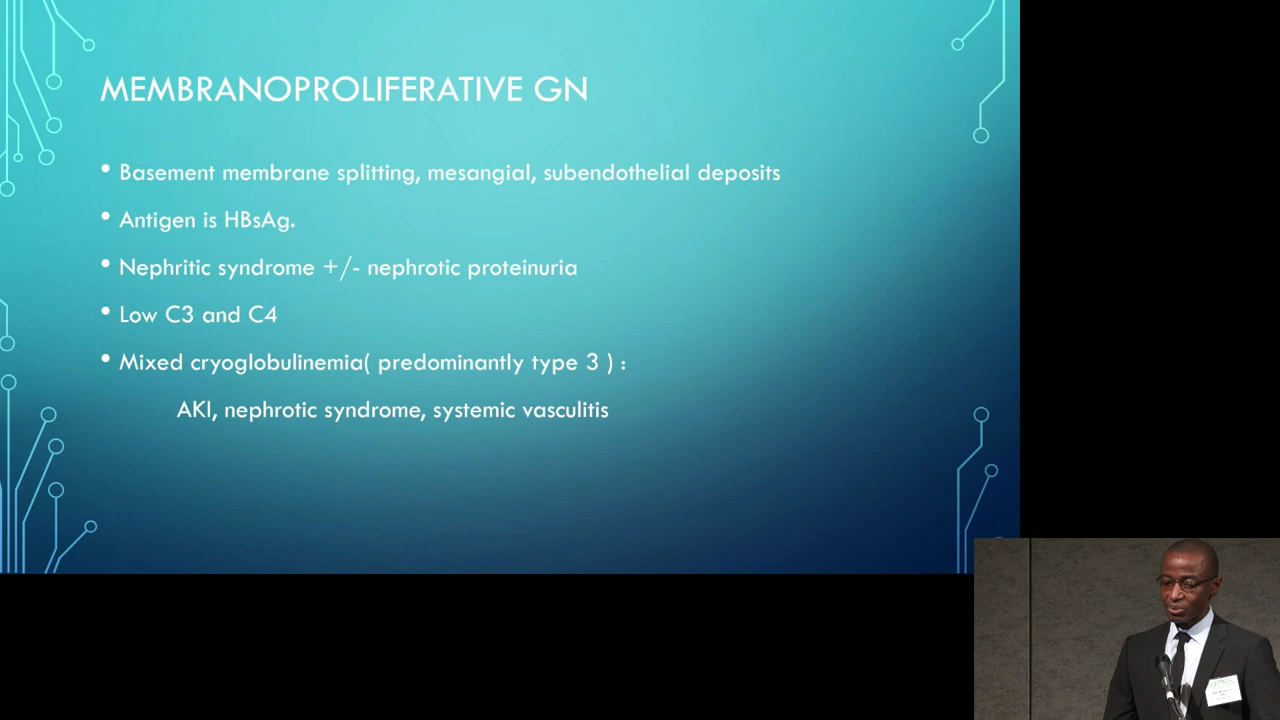 MEMBRANOPROLIFERATIVE GN
• Basement membrane splitting, mesangial, subendothelial deposits
• Antigen is HBsAg.
• Nephritic syndrome +/- nephrotic proteinuria
• Low C3 and C4
• Mixed cryoglobulinemia( predominantly type 3 ) :
AKI, nephrotic syndrome, systemic vasculitis